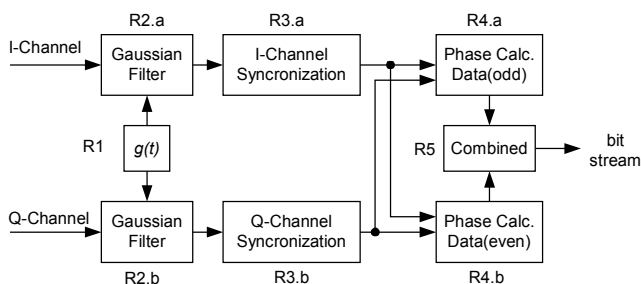 R2.a
R3.a
R4.a
I-Channel
Gaussian
Filter
I-Channel
Syncronization
Phase Calc.
Data(odd)
R1
g(t)
R5
Combined
bit
stream
Q-Channel
Gaussian
Filter
Q-Channel
Syncronization
Phase Calc.
Data(even)
R2.b
R3.b
R4.b